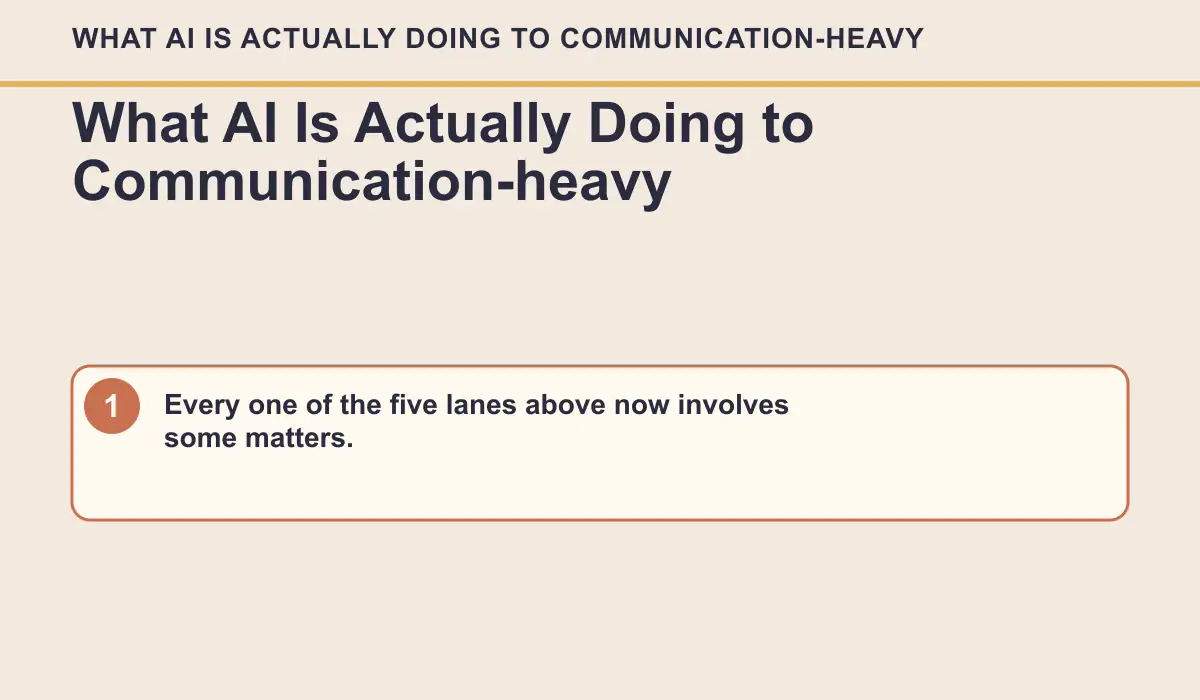 WHAT AI IS ACTUALLY DOING TO COMMUNICATION-HEAVY
What AI Is Actually Doing to
Communication-heavy
1
Every one of the five lanes above now involves
some matters.